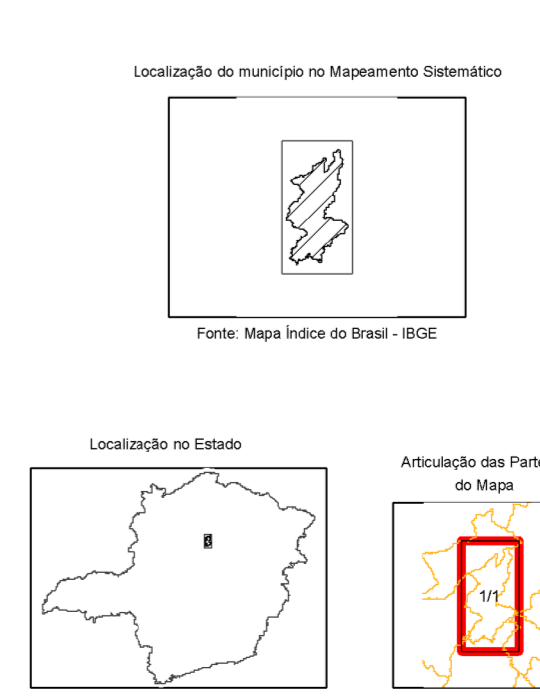 Localização do município no Mapeamento Sistemático
Fonte: Mapa Índice do Brasil - IBGE
Localização no Estado
Articulação das Parte
do Mapa
1/1